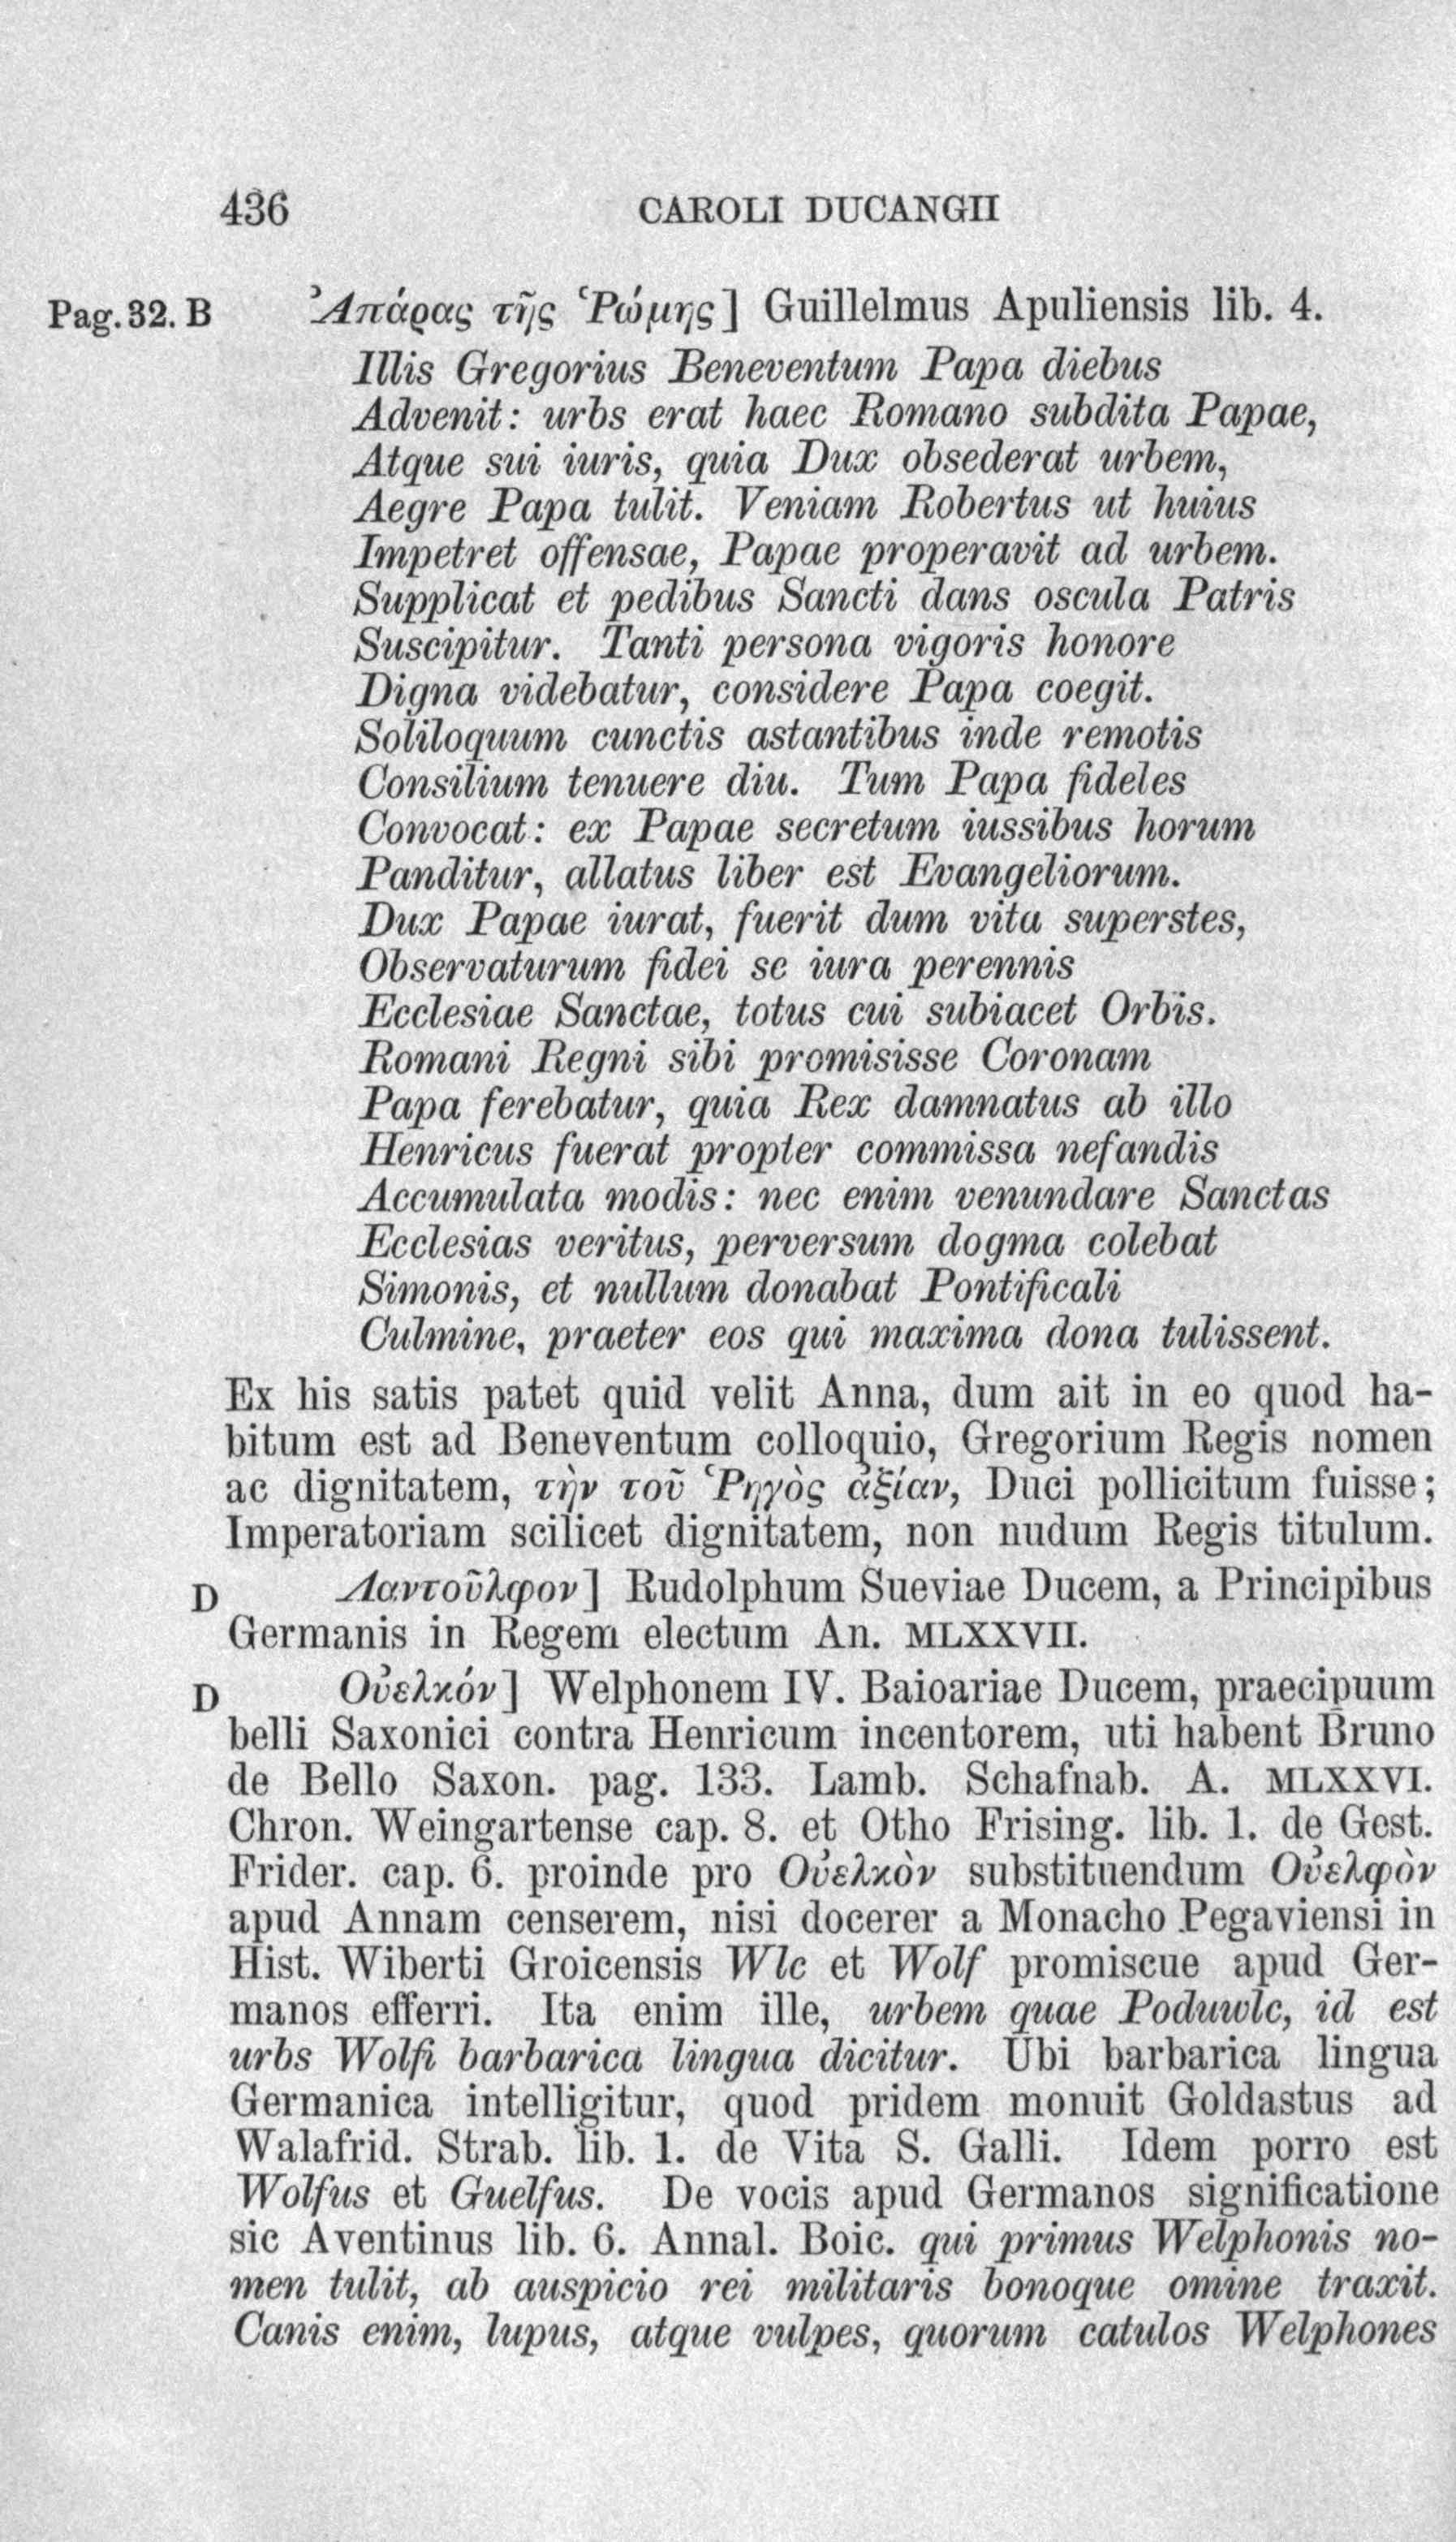 436 CAROLI DUCANGII
Pag. 32. B Ἀπάρας τῆς Ῥώμης] Guillelmus Apuliensis lib. 4.
Illis Gregorius Beneventum Papa diebus
Advenit: urbs erat haec Romano subdita Papae,
Atque sui iuris, quia Dux obsederat urbem,
Aegre Papa tulit. Veniam Robertus ut huius
Impetret offensae, Papae properavit ad urbem.
Supplicat et pedibus Sancti dans oscula Patris
Suscipitur. Tanti persona vigoris honore
Digna videbatur, considere Papa coegit.
Soliloquum cunctis astantibus inde remotis
Consilium tenuere diu. Tum Papa fideles
Convocat: ex Papae secretum iussibus horum
Panditur, allatus liber est Evangeliorum.
Dux Papae iurat, fuerit dum vita superstes,
Observaturum fidei se iura perennis
Ecclesiae Sanctae, totus cui subiacet Orbis.
Romani Regni sibi promisisse Coronam
Papa ferebatur, quia Rex damnatus ab illo
Henricus fuerat propter commissa nefandis
Accumulata modis: nec enim venundare Sanctas
Ecclesias veritus, perversum dogma colebat
Simonis, et nullum donabat Pontificali
Culmine, praeter eos qui maxima dona tulissent.
Ex his satis patet quid velit Anna, dum ait in eo quod ha-
bitum est ad Beneventum colloquio, Gregorium Regis nomen
ac dignitatem, τὴν τοῦ Ῥηγὸς ἀξίαν, Duci pollicitum fuisse;
Imperatoriam scilicet dignitatem, non nudum Regis titulum.
D Λαντοῦλφον] Rudolphum Sueviae Ducem, a Principibus
Germanis in Regem electum An. MLXXVII.
D Οὐελκόν] Welphonem IV. Baioariae Ducem, praecipuum
belli Saxonici contra Henricum incentorem, uti habent Bruno
de Bello Saxon. pag. 133. Lamb. Schafnab. A. MLXXVI.
Chron. Weingartense cap. 8. et Otho Frising. lib. 1. de Gest.
Frider. cap. 6. proinde pro Οὐελκὸν substituendum Οὐελφὸν
apud Annam censerem, nisi docerer a Monacho Pegaviensi in
Hist. Wiberti Groicensis Wlc et Wolf promiscue apud Ger-
manos efferri. Ita enim ille, urbem quae Poduwlc, id est
urbs Wolfi barbarica lingua dicitur. Ubi barbarica lingua
Germanica intelligitur, quod pridem monuit Goldastus ad
Walafrid. Strab. lib. 1. de Vita S. Galli. Idem porro est
Wolfus et Guelfus. De vocis apud Germanos significatione
sic Aventinus lib. 6. Annal. Boic. qui primus Welphonis no-
men tulit, ab auspicio rei militaris bonoque omine traxit.
Canis enim, lupus, atque vulpes, quorum catulos Welphones